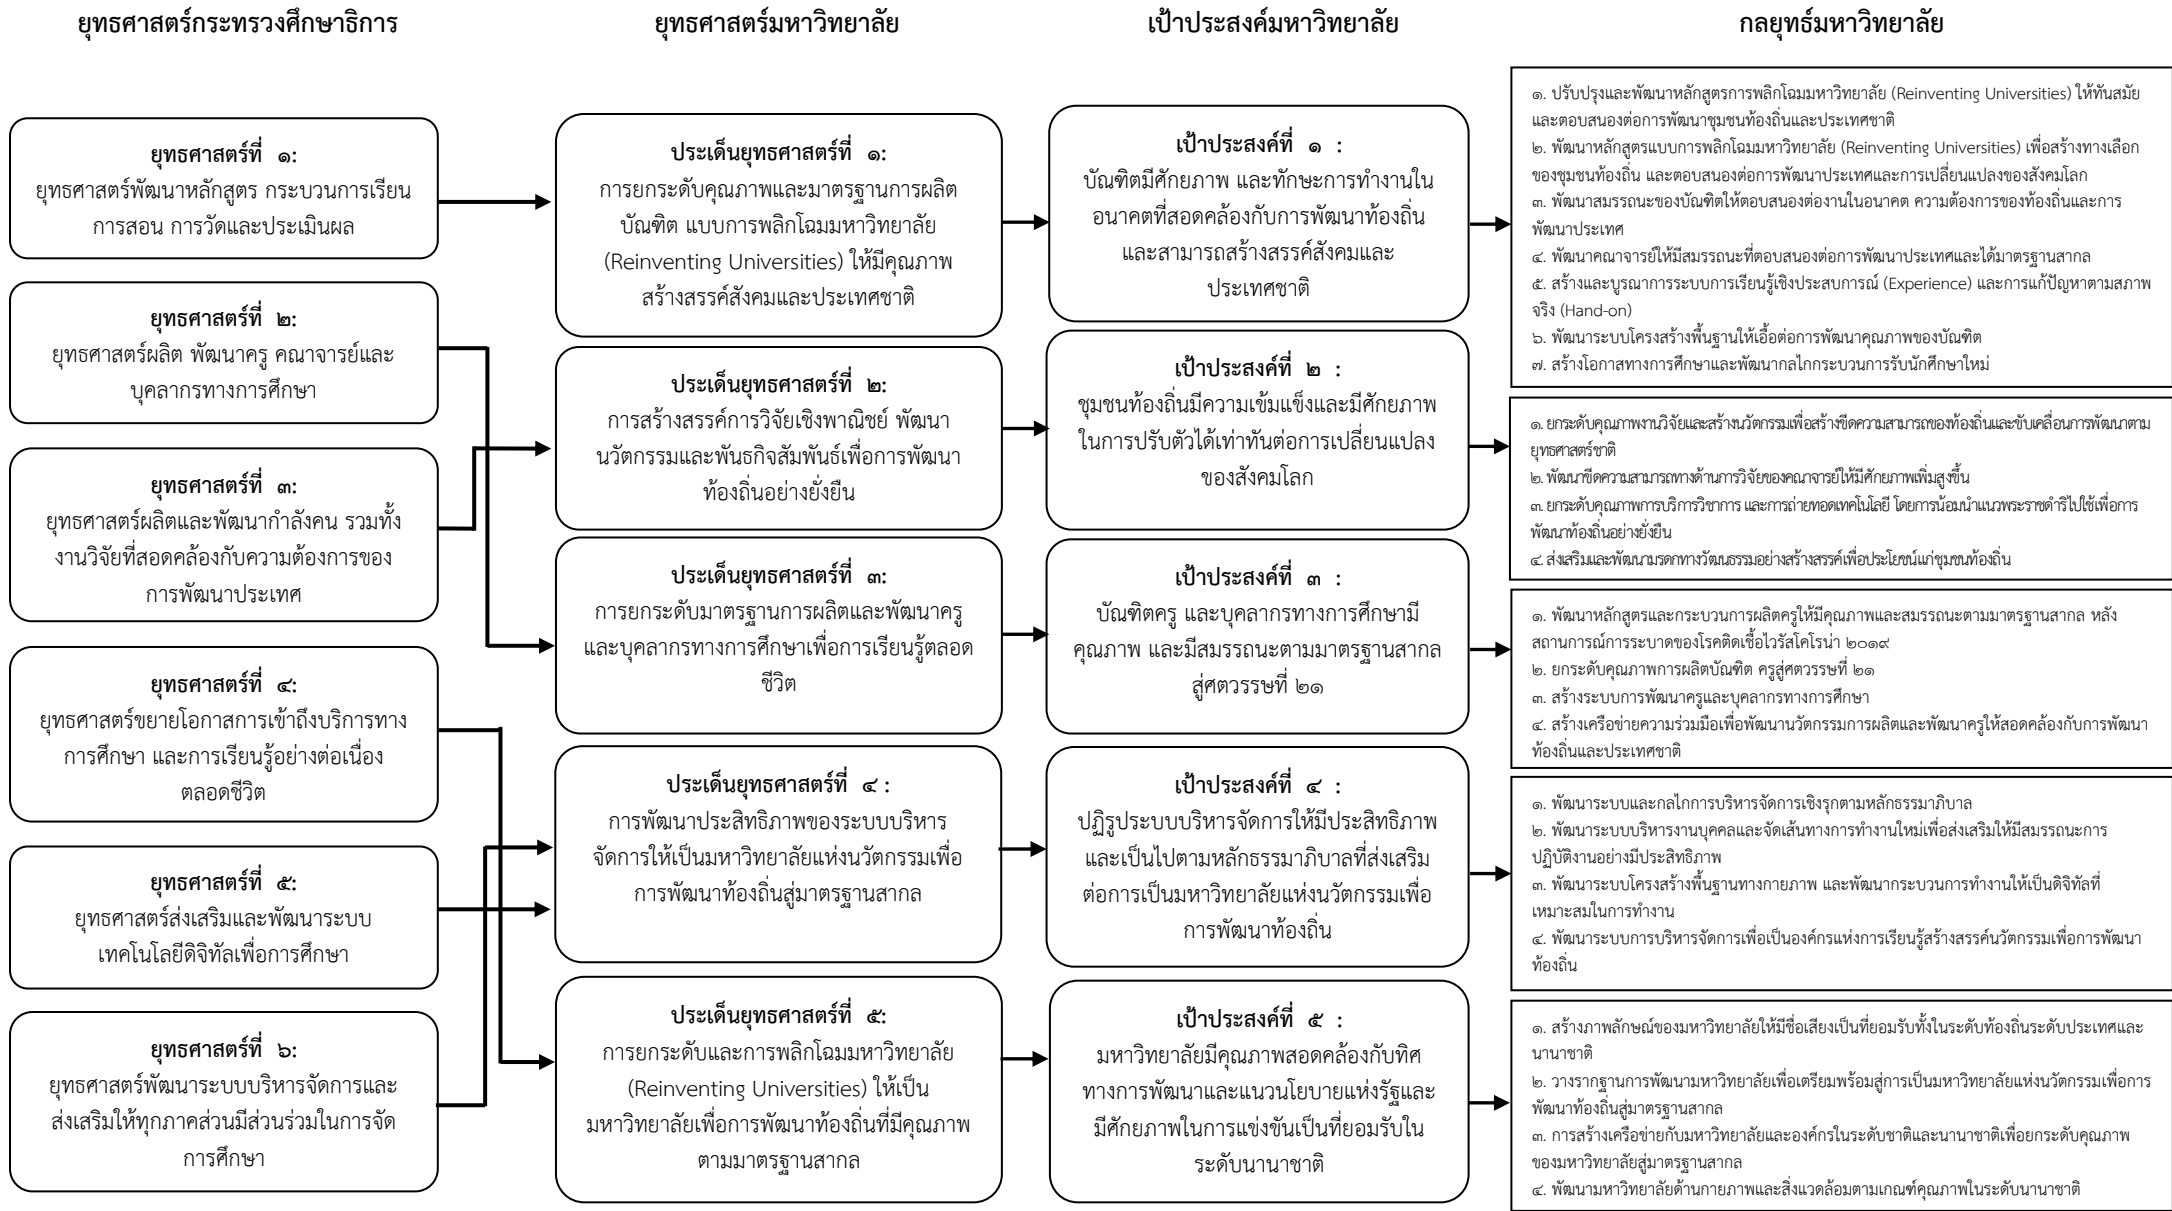 ยุทธศาสตร์กระทรวงศึกษาธิการ
ยุทธศาสตร์มหาวิทยาลัย
เป้าประสงค์มหาวิทยาลัย
กลยุทธ์มหาวิทยาลัย
ยุทธศาสตร์ที่ ๑:
ยุทธศาสตร์พัฒนาหลักสูตร กระบวนการเรียน
การสอน การวัดและประเมินผล
ยุทธศาสตร์ที่ ๒:
ยุทธศาสตร์ผลิต พัฒนาครู คณาจารย์และ
บุคลากรทางการศึกษา
ยุทธศาสตร์ที่ ๓:
ยุทธศาสตร์ผลิตและพัฒนากำลังคน รวมทั้ง
งานวิจัยที่สอดคล้องกับความต้องการของ
การพัฒนาประเทศ
ยุทธศาสตร์ที่ ๔:
ยุทธศาสตร์ขยายโอกาสการเข้าถึงบริการทาง
การศึกษา และการเรียนรู้อย่างต่อเนื่อง
ตลอดชีวิต
ยุทธศาสตร์ที่ ๕:
ยุทธศาสตร์ส่งเสริมและพัฒนาระบบ
เทคโนโลยีดิจิทัลเพื่อการศึกษา
ยุทธศาสตร์ที่ ๖:
ยุทธศาสตร์พัฒนาระบบบริหารจัดการและ
ส่งเสริมให้ทุกภาคส่วนมีส่วนร่วมในการจัด
การศึกษา
ประเด็นยุทธศาสตร์ที่ ๑:
การยกระดับคุณภาพและมาตรฐานการผลิต
บัณฑิต แบบการพลิกโฉมมหาวิทยาลัย
(Reinventing Universities) ให้มีคุณภาพ
สร้างสรรค์สังคมและประเทศชาติ
ประเด็นยุทธศาสตร์ที่ ๒:
การสร้างสรรค์การวิจัยเชิงพาณิชย์ พัฒนา
นวัตกรรมและพันธกิจสัมพันธ์เพื่อการพัฒนา
ท้องถิ่นอย่างยั่งยืน
ประเด็นยุทธศาสตร์ที่ ๓:
การยกระดับมาตรฐานการผลิตและพัฒนาครู
และบุคลากรทางการศึกษาเพื่อการเรียนรู้ตลอด
ชีวิต
ประเด็นยุทธศาสตร์ที่ ๔ :
การพัฒนาประสิทธิภาพของระบบบริหาร
จัดการให้เป็นมหาวิทยาลัยแห่งนวัตกรรมเพื่อ
การพัฒนาท้องถิ่นสู่มาตรฐานสากล
ประเด็นยุทธศาสตร์ที่ ๕:
การยกระดับและการพลิกโฉมมหาวิทยาลัย
(Reinventing Universities) ให้เป็น
มหาวิทยาลัยเพื่อการพัฒนาท้องถิ่นที่มีคุณภาพ
ตามมาตรฐานสากล
เป้าประสงค์ที่ ๑ :
บัณฑิตมีศักยภาพ และทักษะการทำงานใน
อนาคตที่สอดคล้องกับการพัฒนาท้องถิ่น
และสามารถสร้างสรรค์สังคมและ
ประเทศชาติ
เป้าประสงค์ที่ ๒ :
ชุมชนท้องถิ่นมีความเข้มแข็งและมีศักยภาพ
ในการปรับตัวได้เท่าทันต่อการเปลี่ยนแปลง
ของสังคมโลก
เป้าประสงค์ที่ ๓ :
บัณฑิตครู และบุคลากรทางการศึกษามี
คุณภาพ และมีสมรรถนะตามมาตรฐานสากล
สู่ศตวรรษที่ ๒๑
เป้าประสงค์ที่ ๔ :
ปฏิรูประบบบริหารจัดการให้มีประสิทธิภาพ
และเป็นไปตามหลักธรรมาภิบาลที่ส่งเสริม
ต่อการเป็นมหาวิทยาลัยแห่งนวัตกรรมเพื่อ
การพัฒนาท้องถิ่น
เป้าประสงค์ที่ ๕ :
มหาวิทยาลัยมีคุณภาพสอดคล้องกับทิศ
ทางการพัฒนาและแนวนโยบายแห่งรัฐและ
มีศักยภาพในการแข่งขันเป็นที่ยอมรับใน
ระดับนานาชาติ
๑. ปรับปรุงและพัฒนาหลักสูตรการพลิกโฉมมหาวิทยาลัย (Reinventing Universities) ให้ทันสมัย
และตอบสนองต่อการพัฒนาชุมชนท้องถิ่นและประเทศชาติ
๒. พัฒนาหลักสูตรแบบการพลิกโฉมมหาวิทยาลัย (Reinventing Universities) เพื่อสร้างทางเลือก
ของชุมชนท้องถิ่น และตอบสนองต่อการพัฒนาประเทศและการเปลี่ยนแปลงของสังคมโลก
๓. พัฒนาสมรรถนะของบัณฑิตให้ตอบสนองต่องานในอนาคต ความต้องการของท้องถิ่นและการ
พัฒนาประเทศ
๔. พัฒนาคณาจารย์ให้มีสมรรถนะที่ตอบสนองต่อการพัฒนาประเทศและได้มาตรฐานสากล
๕. สร้างและบูรณาการระบบการเรียนรู้เชิงประสบการณ์ (Experience) และการแก้ปัญหาตามสภาพ
จริง (Hand-on)
๖. พัฒนาระบบโครงสร้างพื้นฐานให้เอื้อต่อการพัฒนาคุณภาพของบัณฑิต
๗. สร้างโอกาสทางการศึกษาและพัฒนากลไกกระบวนการรับนักศึกษาใหม่
๑. ยกระดับคุณภาพงานวิจัยและสร้างนวัตกรรมเพื่อสร้างขีดความสามารถของท้องถิ่นและขับเคลื่อนการพัฒนาตาม
ยุทธศาสตร์ชาติ
๒. พัฒนาขีดความสามารถทางด้านการวิจัยของคณาจารย์ให้มีศักยภาพเพิ่มสูงขึ้น
๓. ยกระดับคุณภาพการบริการวิชาการ และการถ่ายทอดเทคโนโลยี โดยการน้อมนำแนวพระราชดำริไปใช้เพื่อการ
พัฒนาท้องถิ่นอย่างยั่งยืน
๔. ส่งเสริมและพัฒนามรดกทางวัฒนธรรมอย่างสร้างสรรค์เพื่อประโยชน์แก่ชุมชนท้องถิ่น
๑. พัฒนาหลักสูตรและกระบวนการผลิตครูให้มีคุณภาพและสมรรถนะตามมาตรฐานสากล หลัง
สถานการณ์การระบาดของโรคติดเชื้อไวรัสโคโรน่า ๒๐๑๙
๒. ยกระดับคุณภาพการผลิตบัณฑิต ครูสู่ศตวรรษที่ ๒๑
๓. สร้างระบบการพัฒนาครูและบุคลากรทางการศึกษา
๔. สร้างเครือข่ายความร่วมมือเพื่อพัฒนานวัตกรรมการผลิตและพัฒนาครูให้สอดคล้องกับการพัฒนา
ท้องถิ่นและประเทศชาติ
๑. พัฒนาระบบและกลไกการบริหารจัดการเชิงรุกตามหลักธรรมาภิบาล
๒. พัฒนาระบบบริหารงานบุคคลและจัดเส้นทางการทำงานใหม่เพื่อส่งเสริมให้มีสมรรถนะการ
ปฏิบัติงานอย่างมีประสิทธิภาพ
๓. พัฒนาระบบโครงสร้างพื้นฐานทางกายภาพ และพัฒนากระบวนการทำงานให้เป็นดิจิทัลที่
เหมาะสมในการทำงาน
๔. พัฒนาระบบการบริหารจัดการเพื่อเป็นองค์กรแห่งการเรียนรู้สร้างสรรค์นวัตกรรมเพื่อการพัฒนา
ท้องถิ่น
๑. สร้างภาพลักษณ์ของมหาวิทยาลัยให้มีชื่อเสียงเป็นที่ยอมรับทั้งในระดับท้องถิ่นระดับประเทศและ
นานาชาติ
๒. วางรากฐานการพัฒนามหาวิทยาลัยเพื่อเตรียมพร้อมสู่การเป็นมหาวิทยาลัยแห่งนวัตกรรมเพื่อการ
พัฒนาท้องถิ่นสู่มาตรฐานสากล
๓. การสร้างเครือข่ายกับมหาวิทยาลัยและองค์กรในระดับชาติและนานาชาติเพื่อยกระดับคุณภาพ
ของมหาวิทยาลัยสู่มาตรฐานสากล
๔. พัฒนามหาวิทยาลัยด้านกายภาพและสิ่งแวดล้อมตามเกณฑ์คุณภาพในระดับนานาชาติ